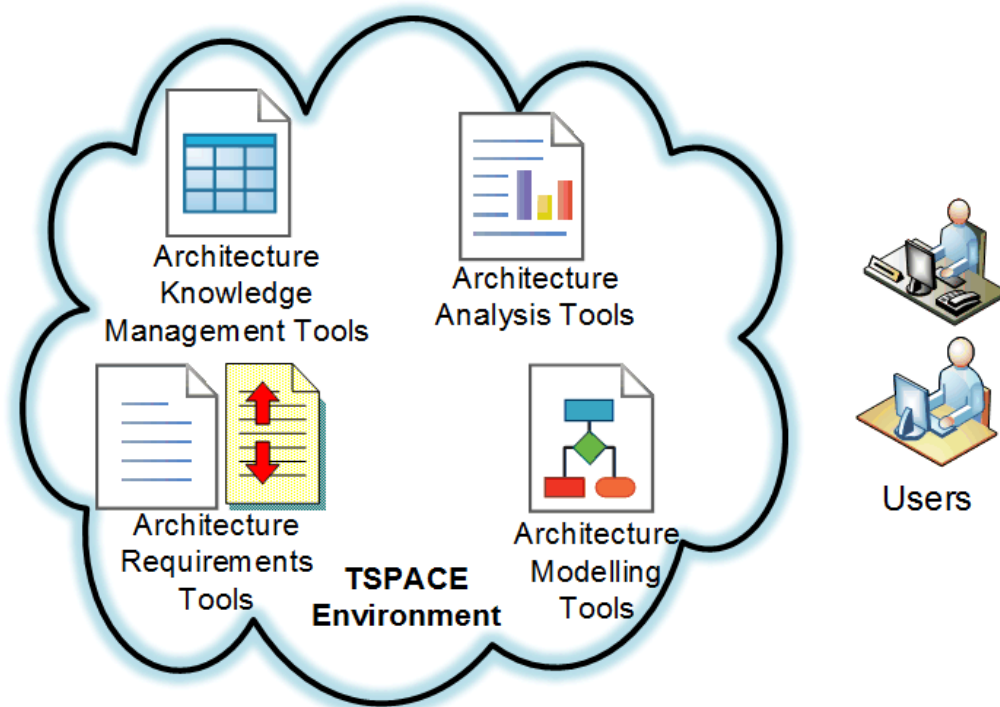 Architecture
Knowledge
Management Tools
Architecture
Analysis Tools
Architecture
Requirements
Tools
Architecture
Modelling
Tools
TSPACE
Environment
Users